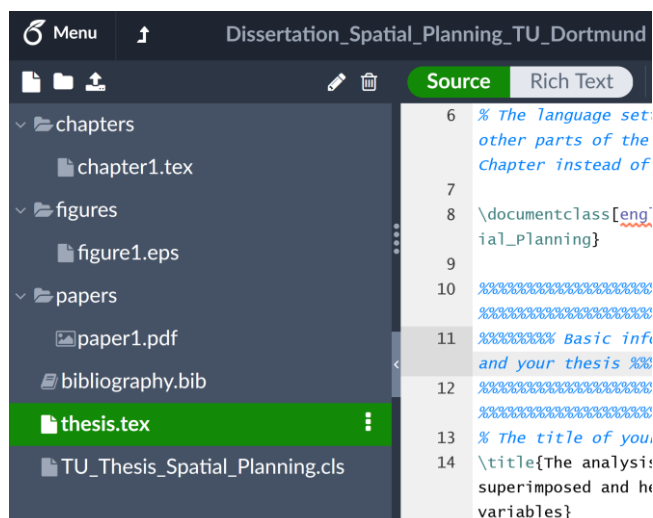 Menu
Dissertation_Spatial_Planning_TU_Dortmund
Source Rich Text
chapters
chapter1.tex
figures
figure1.eps
papers
paper1.pdf
bibliography.bib
thesis.tex
TU_Thesis_Spatial_Planning.cls
6 % The language sett
other parts of the
Chapter instead of
7
8 \documentclass[engl
ial_Planning}
9
10 %%%%%%%%%%%%%%%%%%%
%%%%%%%%%%%%%%%%%%%
11 %%%%%%%% Basic info
and your thesis %%%
12 %%%%%%%%%%%%%%%%%%%
%%%%%%%%%%%%%%%%%%%
13 % The title of your
14 \title{The analysis
superimposed and he
variables}